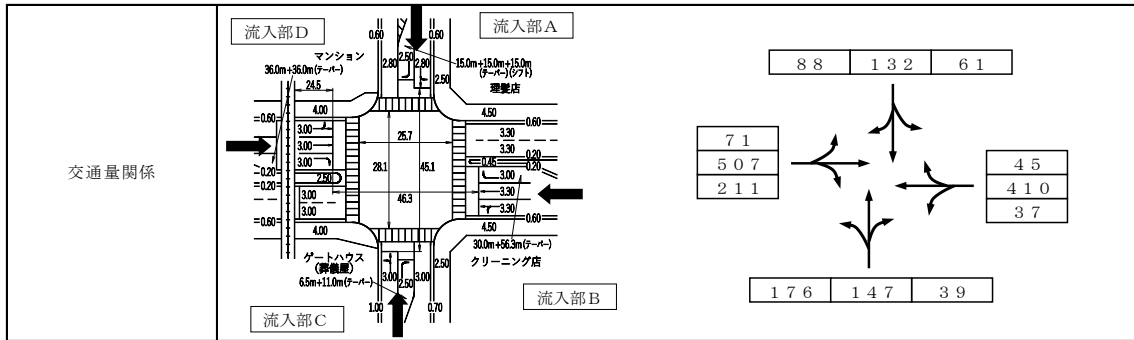 交通量関係
流入部D
流入部A
マンション
36.0m+36.0m(テーパー)
15.0m+15.0m+15.0m
(テーパー)(シフト)
理髪店
0.60
0.60
2.50
2.80
2.80
2.50
24.5
4.00
4.50
0.60
0.60
3.00
3.00
3.00
0.20
0.20
2.50
3.00
3.00
0.60
4.00
25.7
28.1
45.1
46.3
3.30
3.30
0.20
0.20
0.45
3.00
3.30
3.30
0.60
4.50
30.0m+56.3m(テーパー)
ゲートハウス
(葬儀屋)
6.5m+11.0m(テーパー)
クリーニング店
3.00
2.50
3.00
2.50
1.00
0.70
流入部B
流入部C
88 132 61
71
507
211
45
410
37
176 147 39